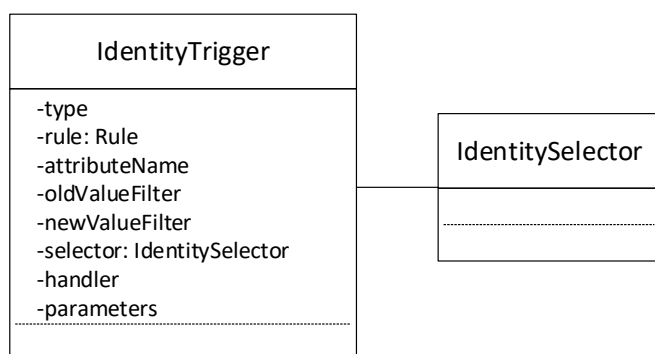 IdentityTrigger
-type
-rule: Rule
-attributeName
-oldValueFilter
-newValueFilter
-selector: IdentitySelector
-handler
-parameters
IdentitySelector